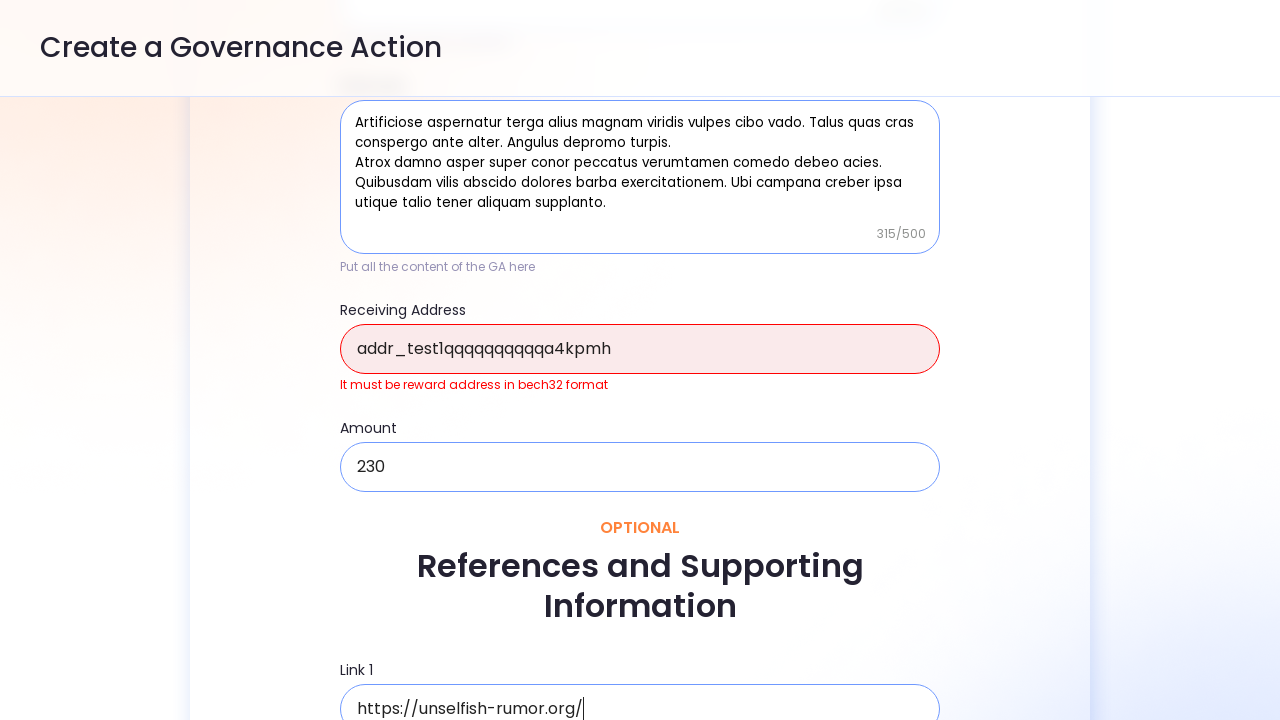 Create a Governance Action
Artificiose aspernatur terga alius magnam viridis vulpes cibo vado. Talus quas cras
conspergo ante alter. Angulus depromo turpis.
Atrox damno asper super conor peccatus verumtamen comedo debeo acies.
Quibusdam vilis abscido dolores barba exercitationem. Ubi campana creber ipsa
utique talio tener aliquam supplanto.
315/500
Put all the content of the GA here
Receiving Address
addr_test1qqqqqqqqqqa4kpmh
It must be reward address in bech32 format
Amount
230
OPTIONAL
References and Supporting
Information
Link 1
https://unselfish-rumor.org/